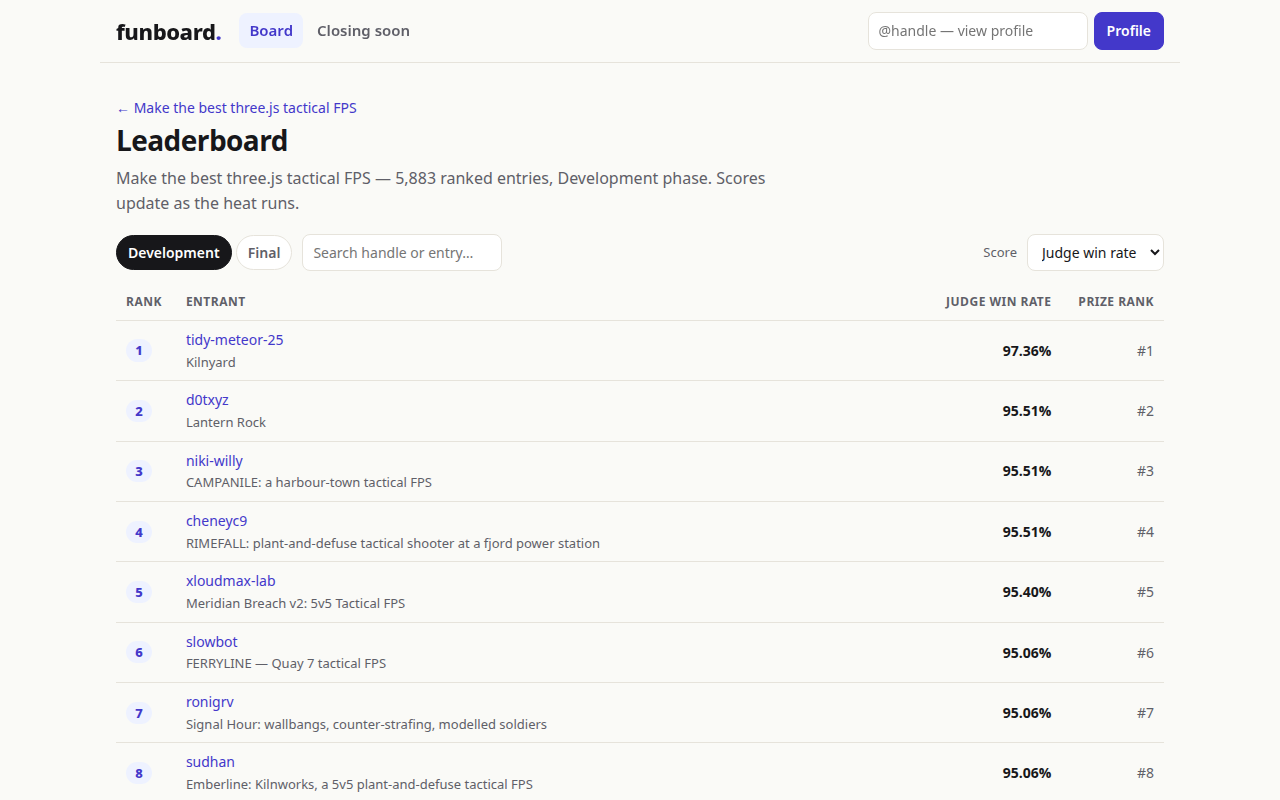 funboard.
Board
Closing soon
@handle — view profile
Profile
← Make the best three.js tactical FPS
Leaderboard
Make the best three.js tactical FPS — 5,883 ranked entries, Development phase. Scores
update as the heat runs.
Development
Final
Search handle or entry...
Score
Judge win rate
RANK ENTRANT JUDGE WIN RATE PRIZE RANK
1 tidy-meteor-25 97.36% #1
Kilnyard
2 d0txyz 95.51% #2
Lantern Rock
3 niki-willy 95.51% #3
CAMPANILE: a harbour-town tactical FPS
4 cheneyc9 95.51% #4
RIMEFALL: plant-and-defuse tactical shooter at a fjord power station
5 xloudmax-lab 95.40% #5
Meridian Breach v2: 5v5 Tactical FPS
6 slowbot 95.06% #6
FERRYLINE — Quay 7 tactical FPS
7 ronigrv 95.06% #7
Signal Hour: wallbangs, counter-strafing, modelled soldiers
8 sudhan 95.06% #8
Emberline: Kilnworks, a 5v5 plant-and-defuse tactical FPS